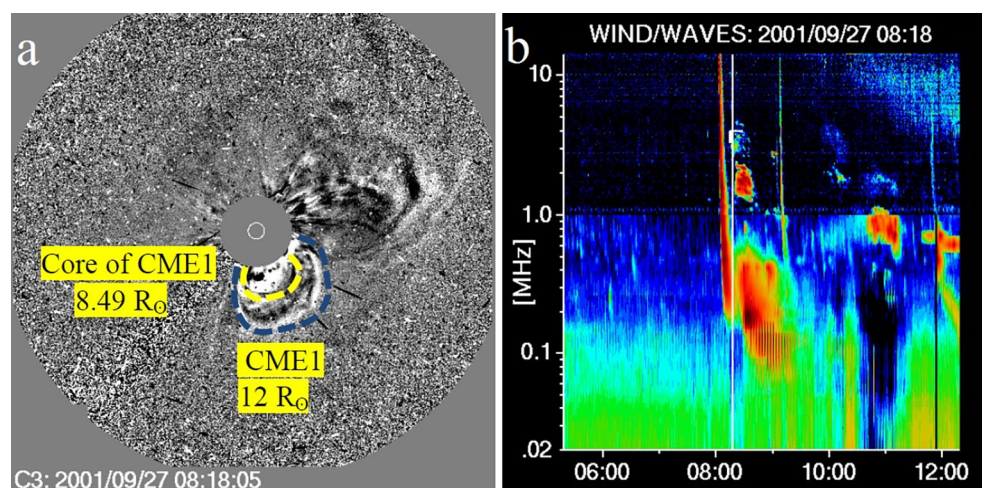 a
Core of CME1
8.49 R⊙
CME1
12 R⊙
C3: 2001/09/27 08:18:05
b
WIND/WAVES: 2001/09/27 08:18
10
1.0
[MHz]
0.1
.02
06:00 08:00 10:00 12:00